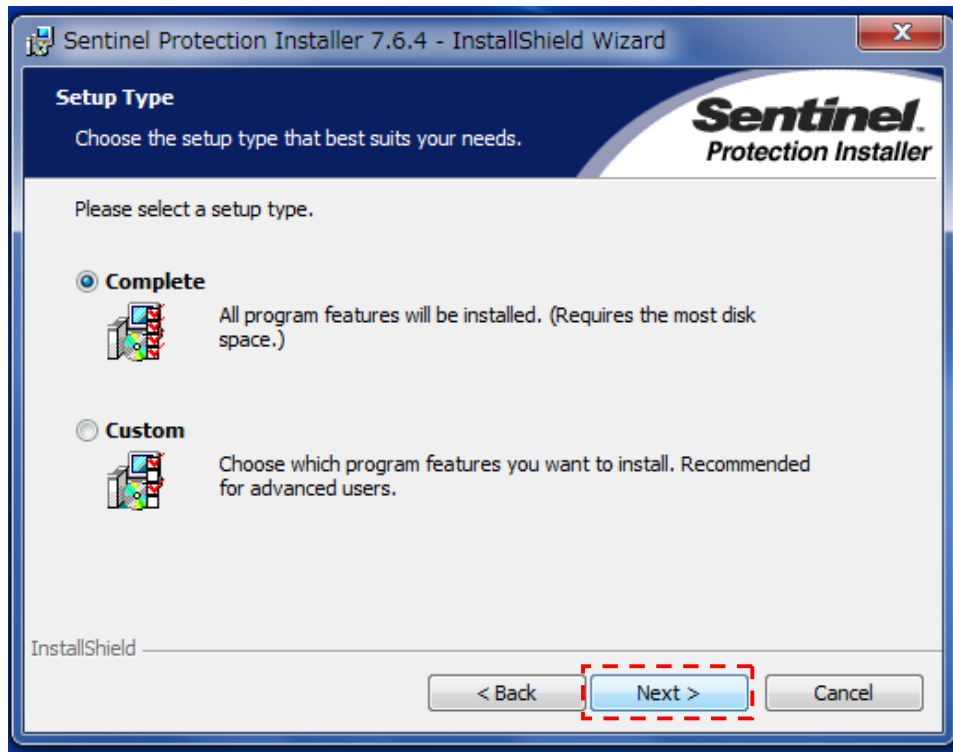 Sentinel Protection Installer 7.6.4 - InstallShield Wizard
x
Setup Type
Choose the setup type that best suits your needs.
Sentinel™
Protection Installer
Please select a setup type.
Complete
All program features will be installed. (Requires the most disk
space.)
Custom
Choose which program features you want to install. Recommended
for advanced users.
InstallShield
< Back
Next >
Cancel